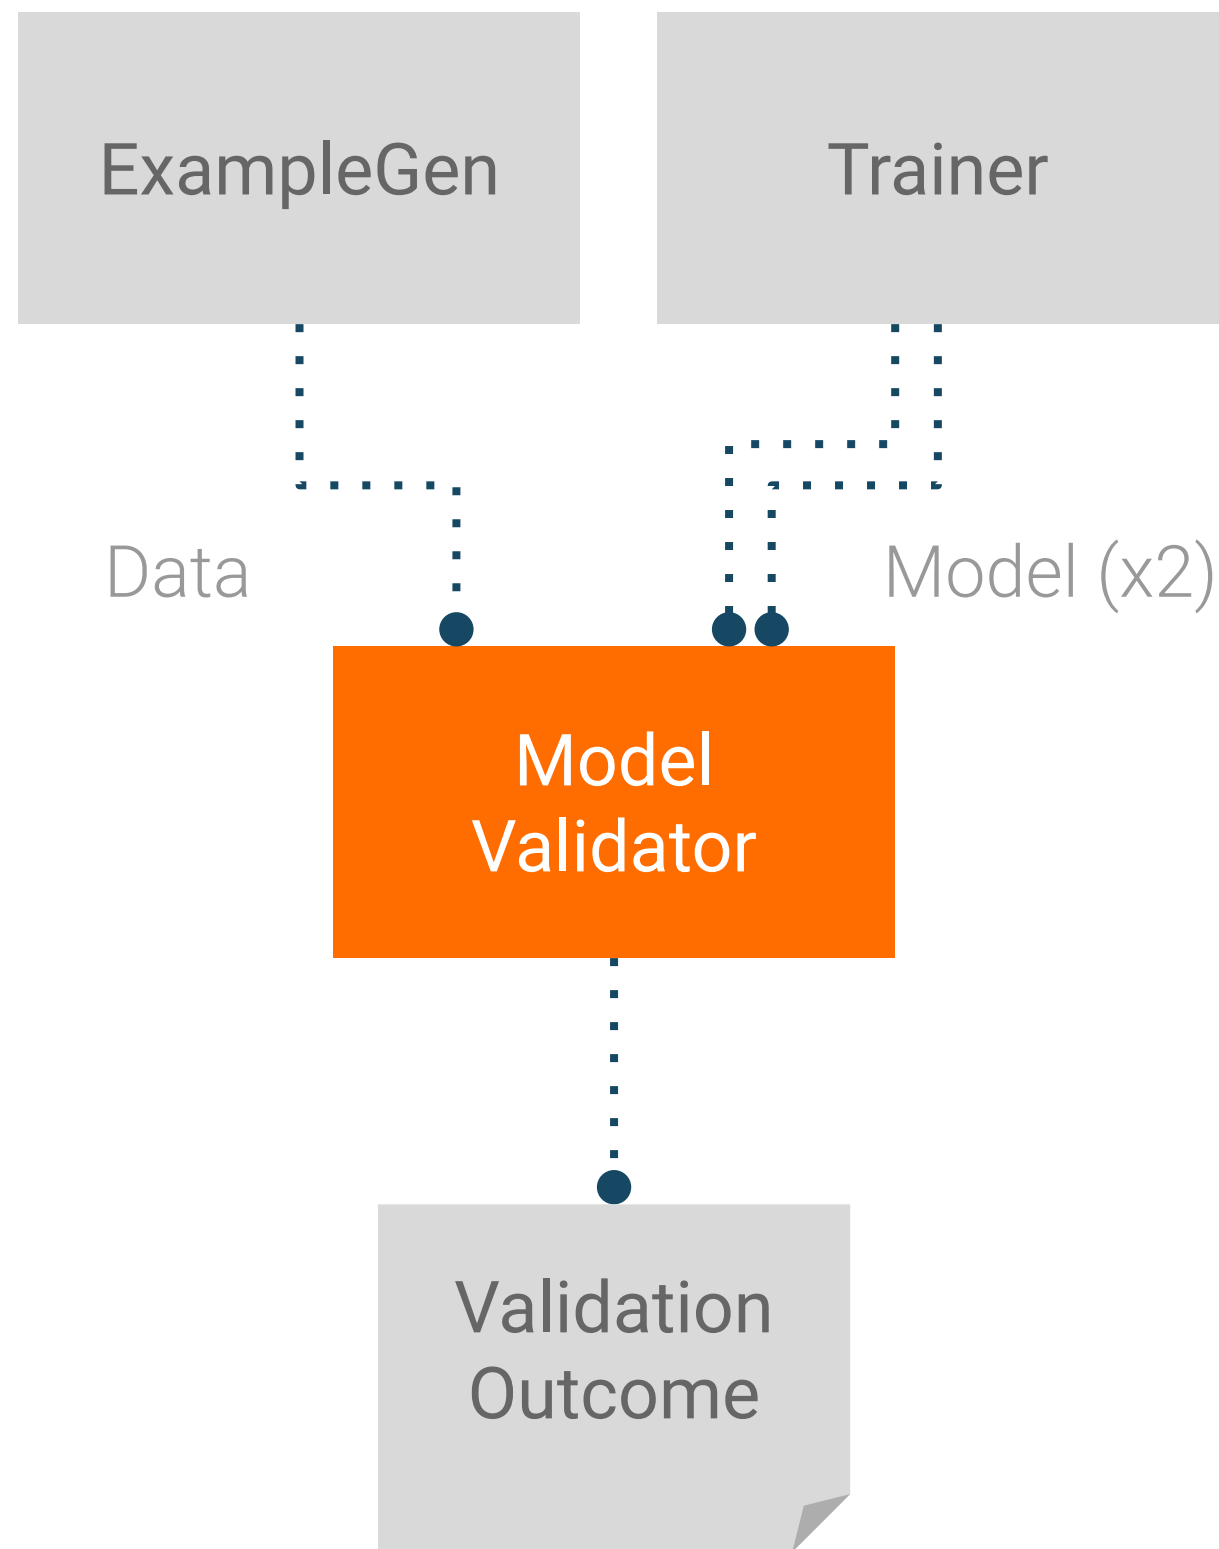 ExampleGen
Trainer
Data
Model (x2)
Model
Validator
Validation
Outcome